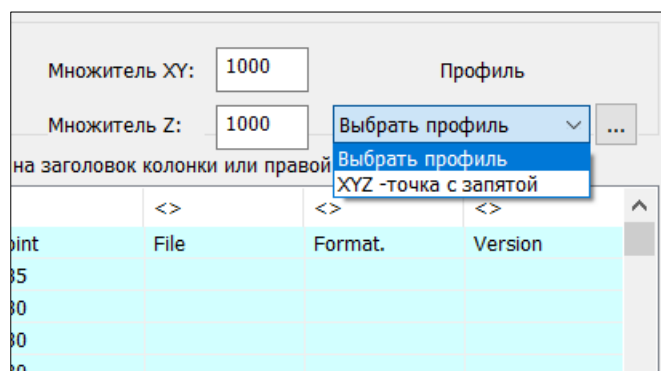 Множитель XY: 1000 Профиль
Множитель Z: 1000 Выбрать профиль ...
на заголовок колонки или правой Выбрать профиль
XYZ -точка с запятой
<> <> <>
File Format. Version